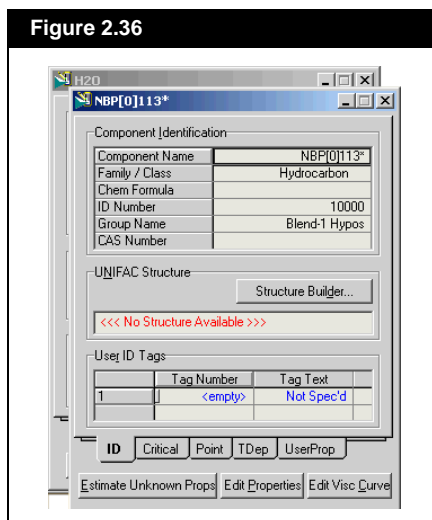 Figure 2.36
H2O
NBP[0]113*
Component Identification
Component Name NBP[0]113*
Family / Class Hydrocarbon
Chem Formula
ID Number 10000
Group Name Blend-1 Hypos
CAS Number
UNIFAC Structure
Structure Builder...
<<< No Structure Available >>>
User ID Tags
Tag Number Tag Text
1 <empty> Not Spec'd
ID Critical Point TDep UserProp
Estimate Unknown Props Edit Properties Edit Visc Curve